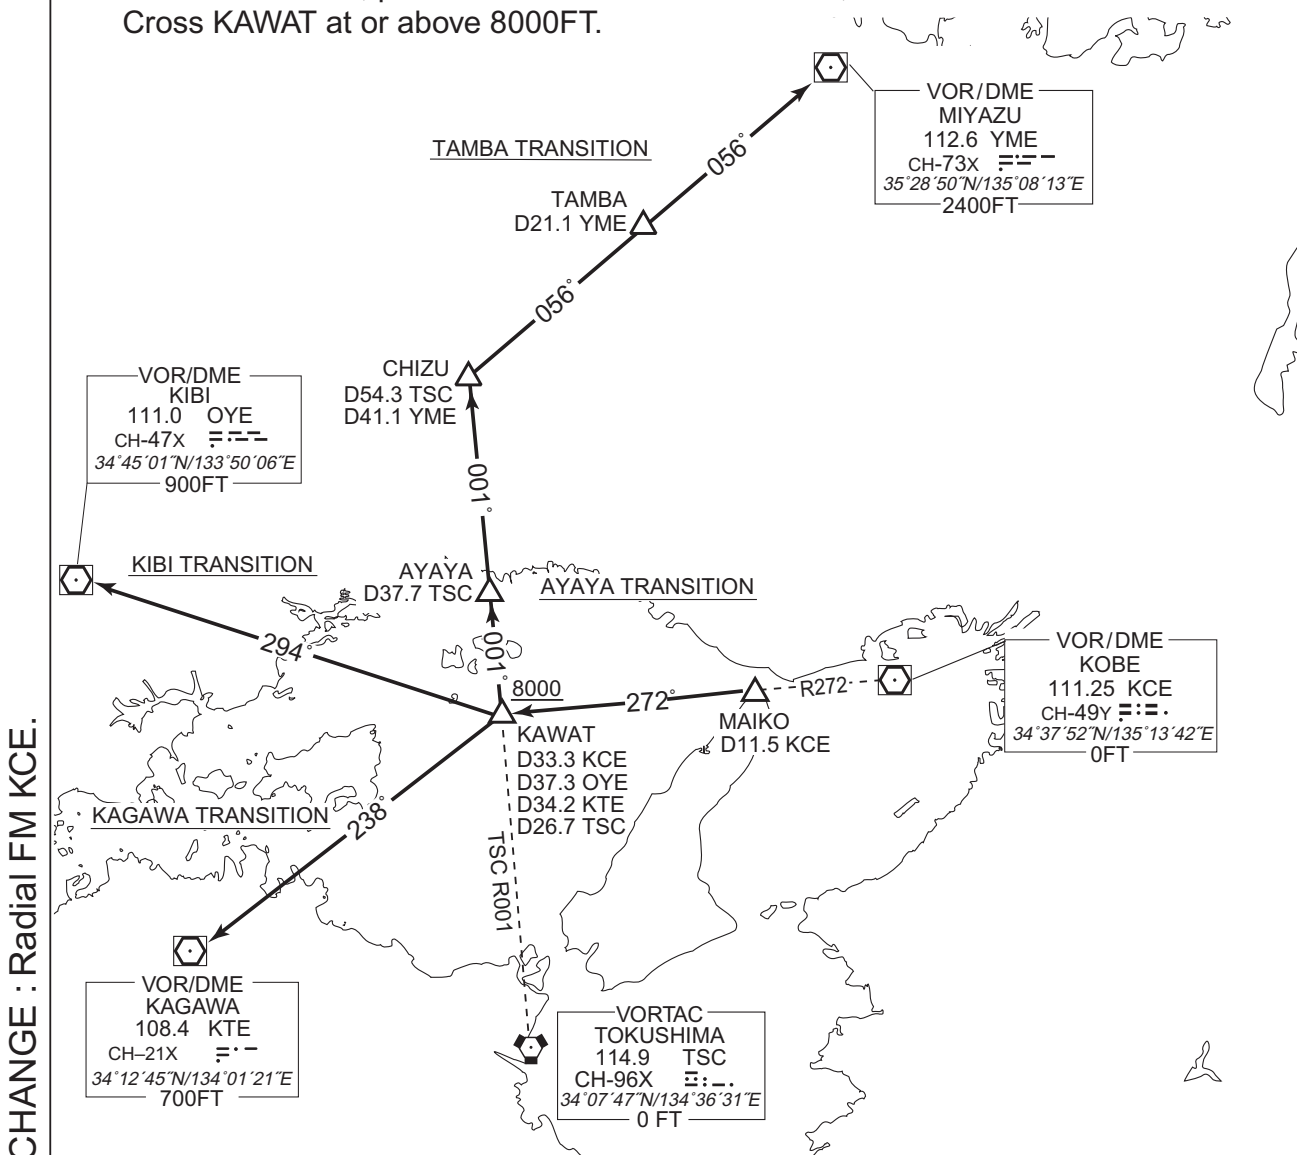 Cross KAWAT at or above 8000FT.
VOR/DME
MIYAZU
112.6 YME
CH-73X
35°28´50˝N/135°08´13˝E
2400FT
TAMBA TRANSITION
056°
TAMBA
D21.1 YME
056°
CHIZU
D54.3 TSC
D41.1 YME
VOR/DME
KIBI
111.0 OYE
CH-47X
34°45´01˝N/133°50´06˝E
900FT
001°
KIBI TRANSITION
AYAYA
D37.7 TSC
AYAYA TRANSITION
294°
001°
8000
272°
R272
VOR/DME
KOBE
111.25 KCE
CH-49Y
34°37´52˝N/135°13´42˝E
0FT
MAIKO
D11.5 KCE
KAWAT
D33.3 KCE
D37.3 OYE
D34.2 KTE
D26.7 TSC
KAGAWA TRANSITION
238°
TSC R001
VOR/DME
KAGAWA
108.4 KTE
CH–21X
34°12´45˝N/134°01´21˝E
700FT
VORTAC
TOKUSHIMA
114.9 TSC
CH-96X
34°07´47˝N/134°36´31˝E
0 FT
CHANGE : Radial FM KCE.